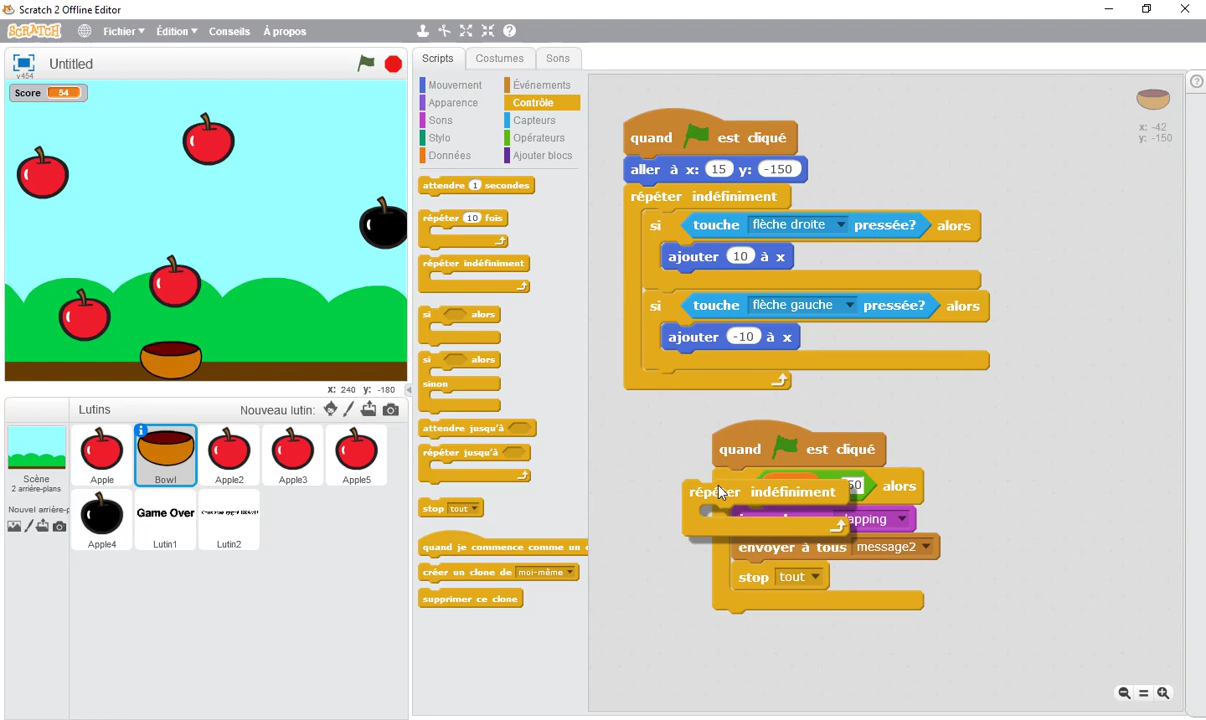 Scratch 2 Offline Editor
SCRATCH Fichier Édition Conseils À propos
v454 Untitled
Score 54
x: 240 y: -180
Lutins Nouveau lutin:
Scène
2 arrière-plans
Nouvel arrière-p
Apple Bowl Apple2 Apple3 Apple5
Apple4 Lutin1 Lutin2
Game Over
Scripts Costumes Sons
Mouvement Événements
Apparence Contrôle
Sons Capteurs
Stylo Opérateurs
Données Ajouter blocs
attendre 1 secondes
répéter 10 fois
répéter indéfiniment
si alors
si alors
sinon
attendre jusqu'à
répéter jusqu'à
stop tout
quand je commence comme un c
créer un clone de moi-même
supprimer ce clone
quand est cliqué
aller à x: 15 y: -150
répéter indéfiniment
si touche flèche droite pressée? alors
ajouter 10 à x
si touche flèche gauche pressée? alors
ajouter -10 à x
quand est cliqué
50 alors
répéter indéfiniment
lapping
envoyer à tous message2
stop tout
x: -42
y: -150